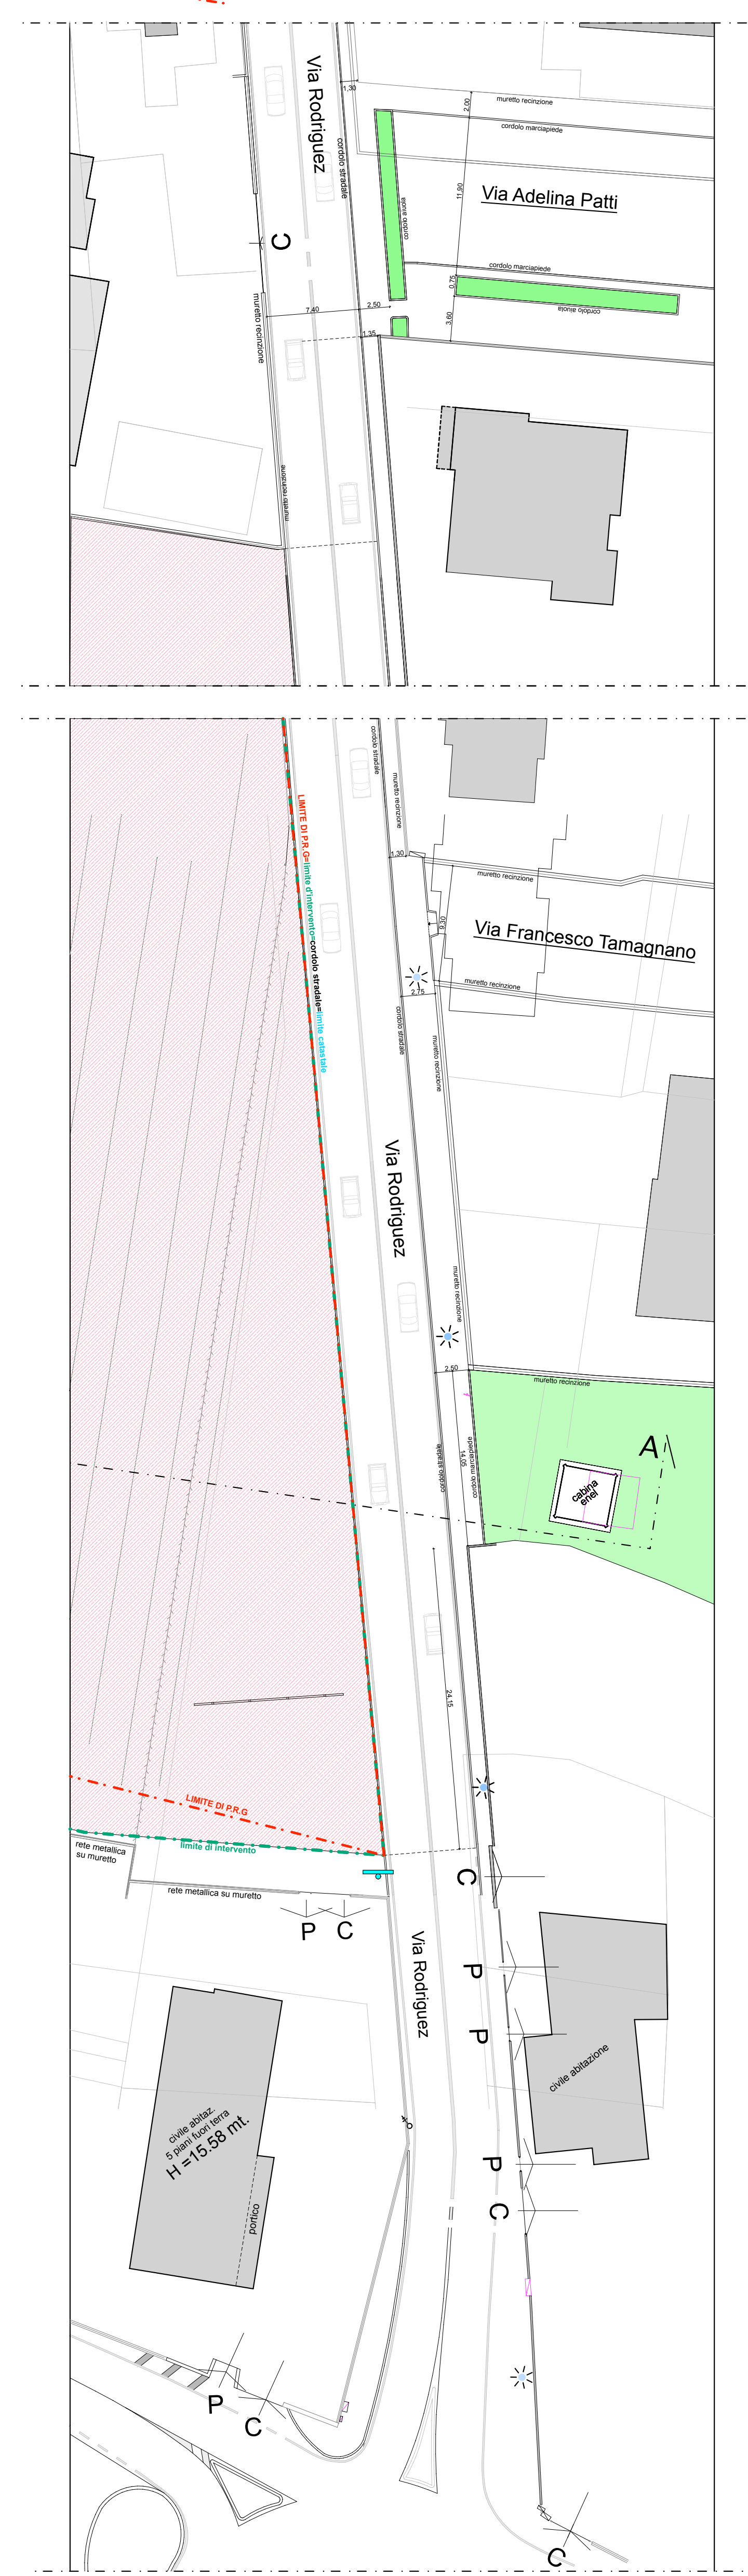 Via Rodriguez
1,30
cordolo stradale
2,00
muretto recinzione
cordolo marciapiede
11,90
Via Adelina Patti
cordolo aiuola
C
cordolo marciapiede
0,75
cordolo aiuola
muretto recinzione
7,40
2,50
3,60
1,35
muretto recinzione
cordolo stradale
muretto recinzione
LIMITE DI P.R.G=limite d'intervento=cordolo stradale=limite catastale
1,30
muretto recinzione
9,30
Via Francesco Tamagnano
muretto recinzione
2,75
cordolo stradale
muretto recinzione
Via Rodriguez
muretto recinzione
2,50
muretto recinzione
14,05
cordolo stradale
cordolo marciapiede
A
cabina
enel
24,15
LIMITE DI P.R.G
limite di intervento
rete metallica
su muretto
rete metallica su muretto
P C
C
Via Rodriguez
P
P
civile abitazione
civile abitaz.
5 piani fuori terra
H =15.58 mt.
portico
P
C
P
C
C